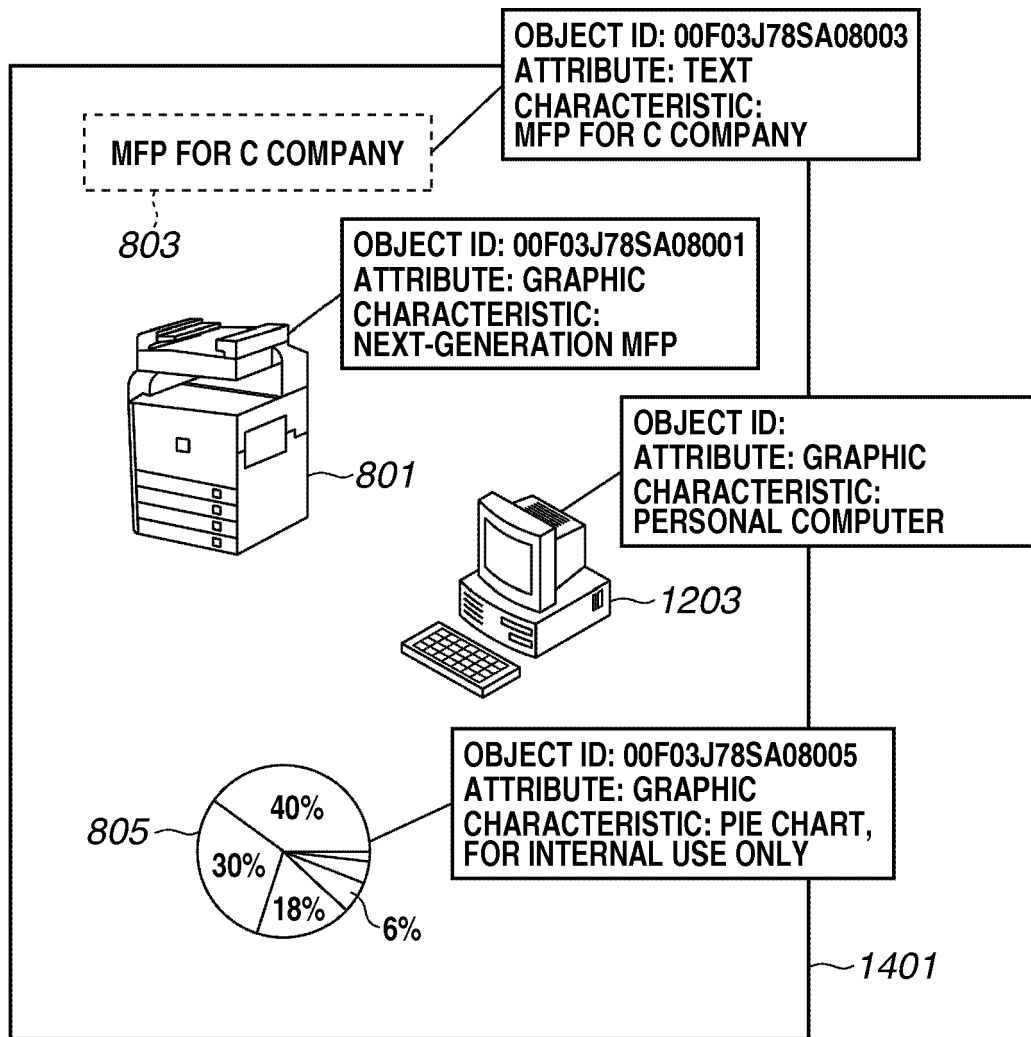 OBJECT ID: 00F03J78SA08003
ATTRIBUTE: TEXT
CHARACTERISTIC:
MFP FOR C COMPANY
MFP FOR C COMPANY
803
OBJECT ID: 00F03J78SA08001
ATTRIBUTE: GRAPHIC
CHARACTERISTIC:
NEXT-GENERATION MFP
801
OBJECT ID:
ATTRIBUTE: GRAPHIC
CHARACTERISTIC:
PERSONAL COMPUTER
1203
OBJECT ID: 00F03J78SA08005
ATTRIBUTE: GRAPHIC
CHARACTERISTIC: PIE CHART,
FOR INTERNAL USE ONLY
805
40%
30%
18%
6%
1401